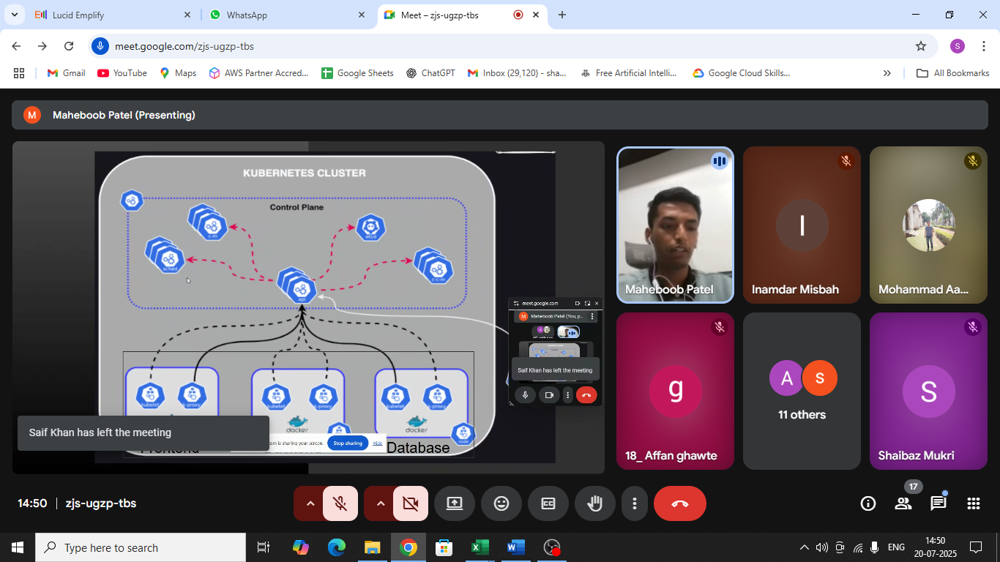 Lucid Emplify
WhatsApp
Meet – zjs-ugzp-tbs
meet.google.com/zjs-ugzp-tbs
S
Gmail
YouTube
Maps
AWS Partner Accred...
Google Sheets
ChatGPT
Inbox (29,120) - sha...
Free Artificial Intelli...
Google Cloud Skills...
All Bookmarks
M
Maheboob Patel (Presenting)
KUBERNETES CLUSTER
Control Plane
c-m
etcd
sched
c-c-m
api
kubelet
k-proxy
kubelet
k-proxy
kubelet
k-proxy
docker
docker
node
Database
is sharing your screen.
Stop sharing
Hide
meet.google.com
M
Maheboob Patel (You, p...
Saif Khan has left the meeting
Saif Khan has left the meeting
Maheboob Patel
I
Inamdar Misbah
Mohammad Aa...
g
18_ Affan ghawte
A
S
11 others
S
Shaibaz Mukri
14:50
zjs-ugzp-tbs
CC
17
Type here to search
ENG
14:50
20-07-2025